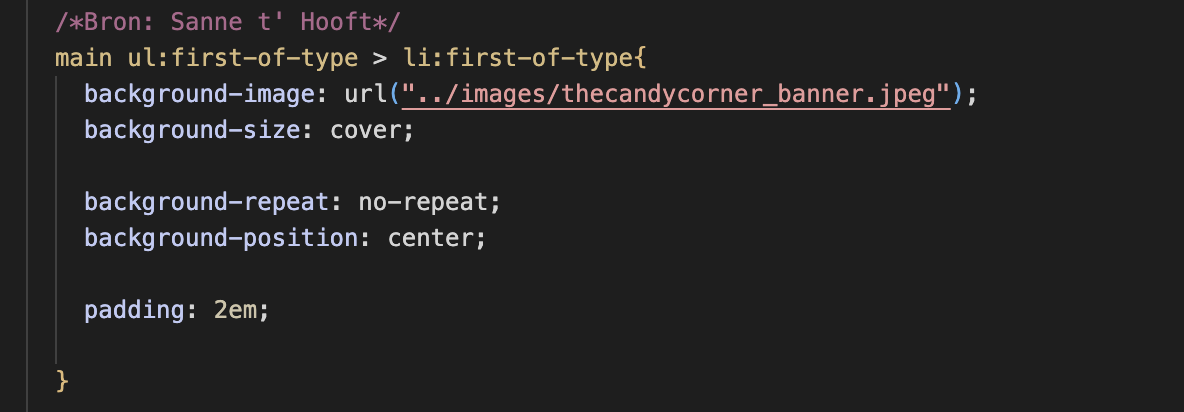 /*Bron: Sanne t' Hooft*/
main ul:first-of-type > li:first-of-type{
background-image: url("../images/thecandycorner_banner.jpeg");
background-size: cover;
background-repeat: no-repeat;
background-position: center;
padding: 2em;
}